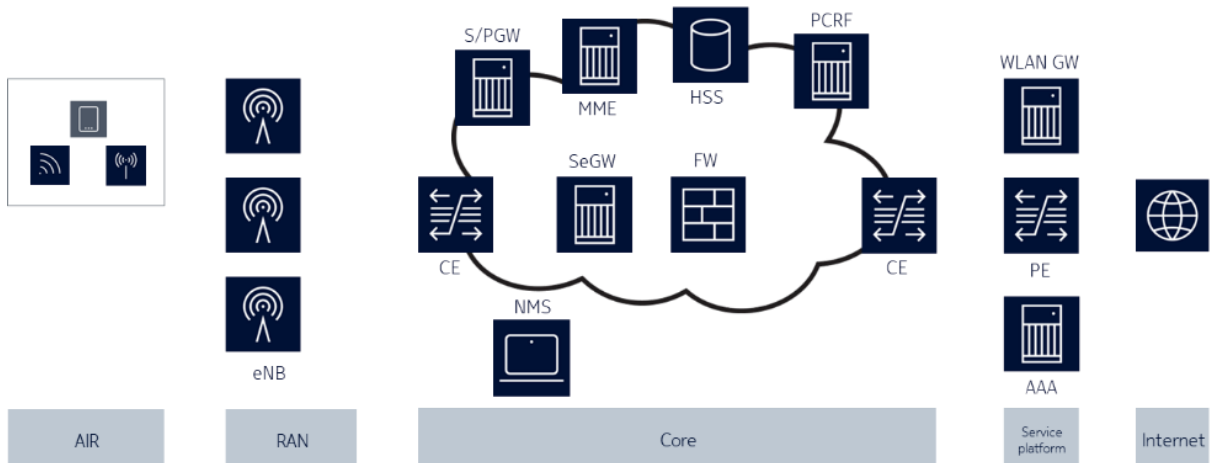 S/PGW
MME
HSS
PCRF
WLAN GW
SeGW
FW
CE
CE
PE
NMS
eNB
AAA
AIR
RAN
Core
Service
platform
Internet